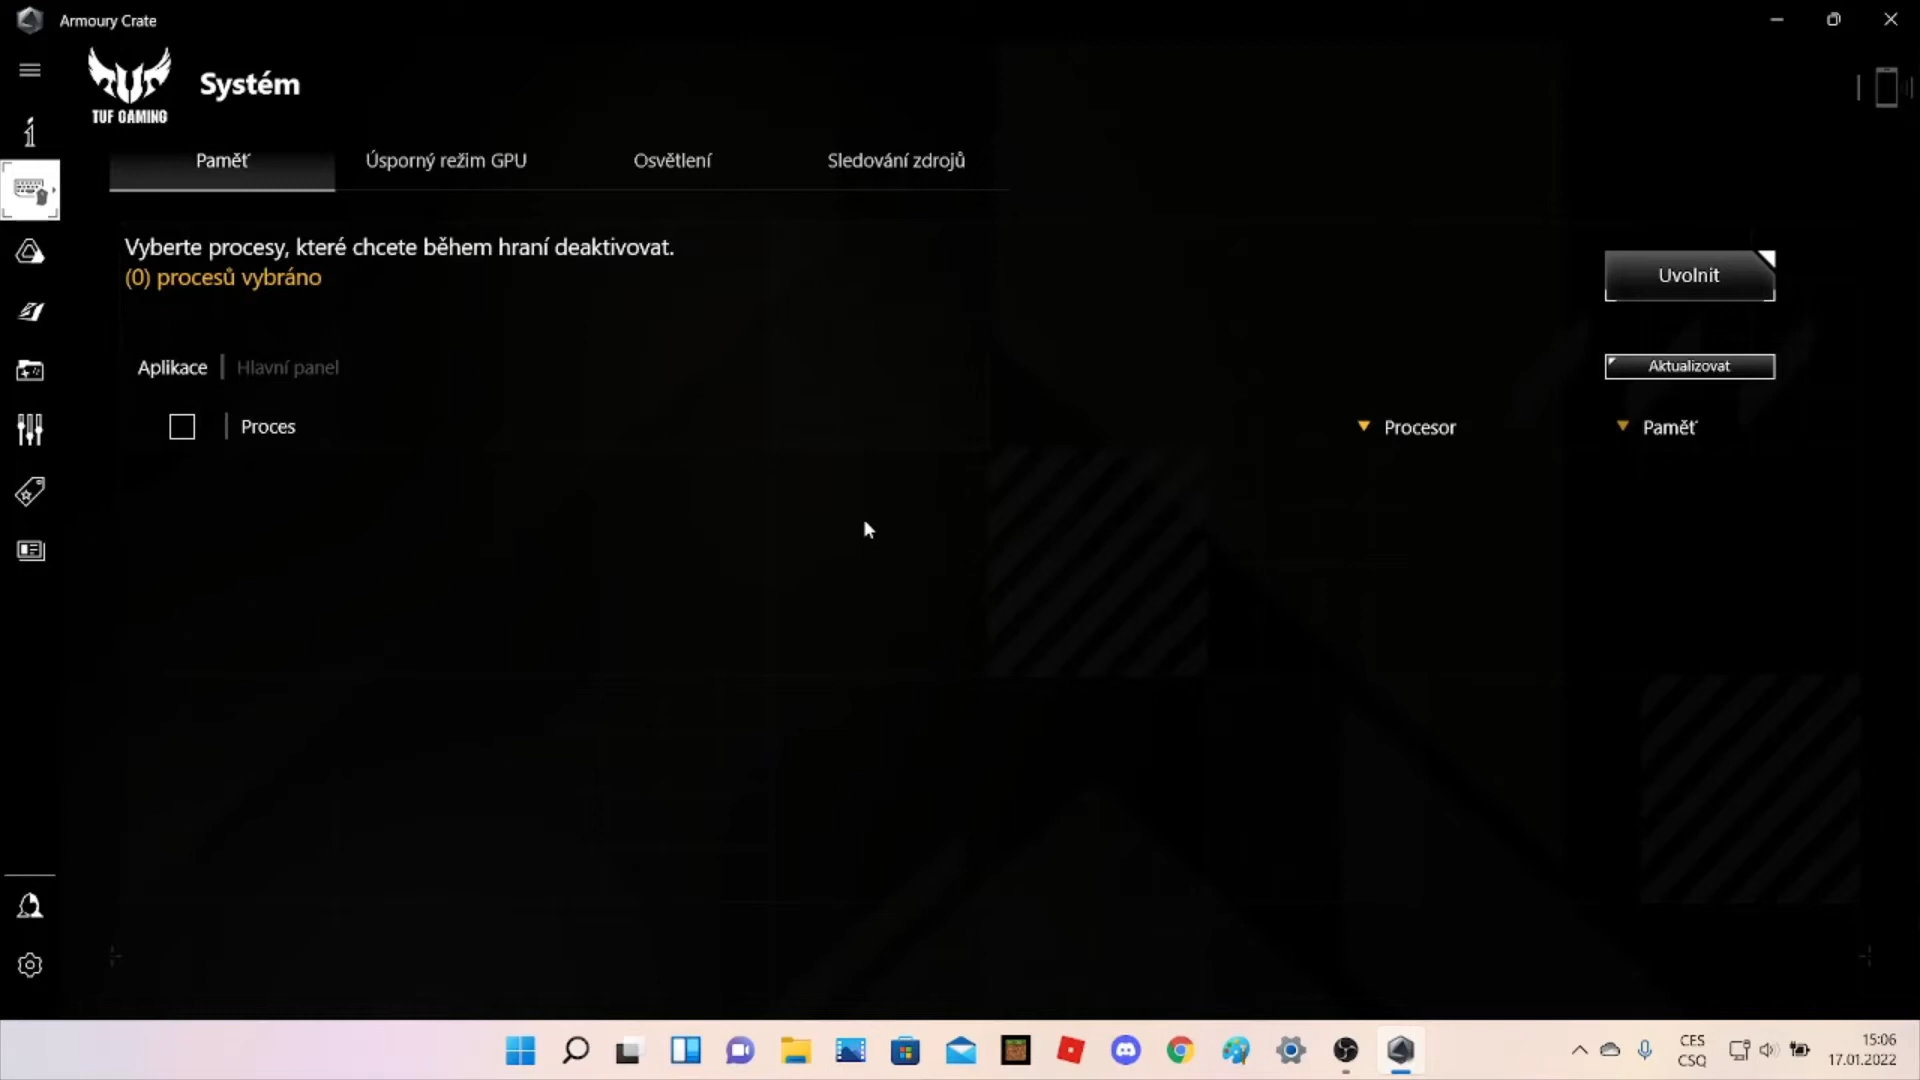 Armoury Crate
TUF GAMING
Systém
Paměť
Úsporný režim GPU
Osvětlení
Sledování zdrojů
Vyberte procesy, které chcete během hraní deaktivovat.
(0) procesů vybráno
Uvolnit
Aplikace
Hlavní panel
Aktualizovat
Proces
Procesor
Paměť
CES
CSQ
15:06
17.01.2022